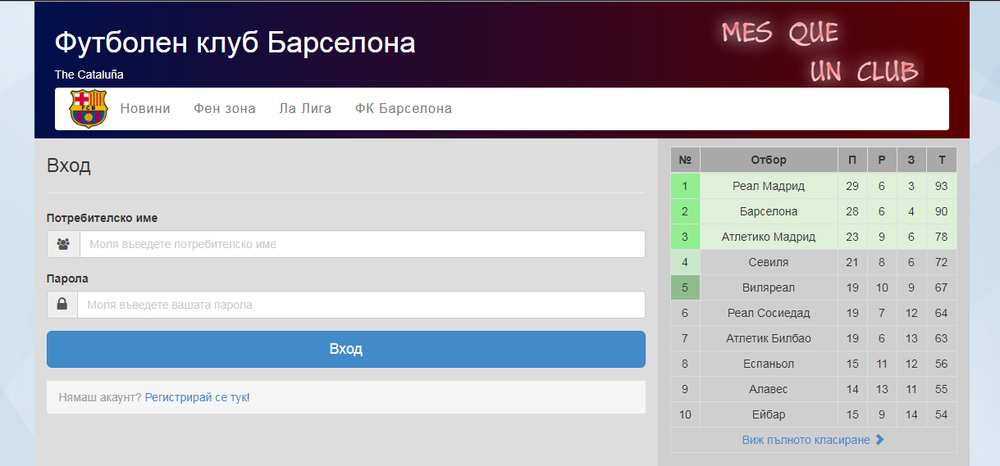 Футболен клуб Барселона
The Cataluña
MES QUE
UN CLUB
FCB
Новини Фен зона Ла Лига ФК Барселона
Вход
Потребителско име
Моля въведете потребителско име
Парола
Моля въведете вашата парола
Вход
Нямаш акаунт? Регистрирай се тук!
№ Отбор П Р З Т
1 Реал Мадрид 29 6 3 93
2 Барселона 28 6 4 90
3 Атлетико Мадрид 23 9 6 78
4 Севиля 21 8 6 72
5 Виляреал 19 10 9 67
6 Реал Сосиедад 19 7 12 64
7 Атлетик Билбао 19 6 13 63
8 Еспаньол 15 11 12 56
9 Алавес 14 13 11 55
10 Ейбар 15 9 14 54
Виж пълното класиране